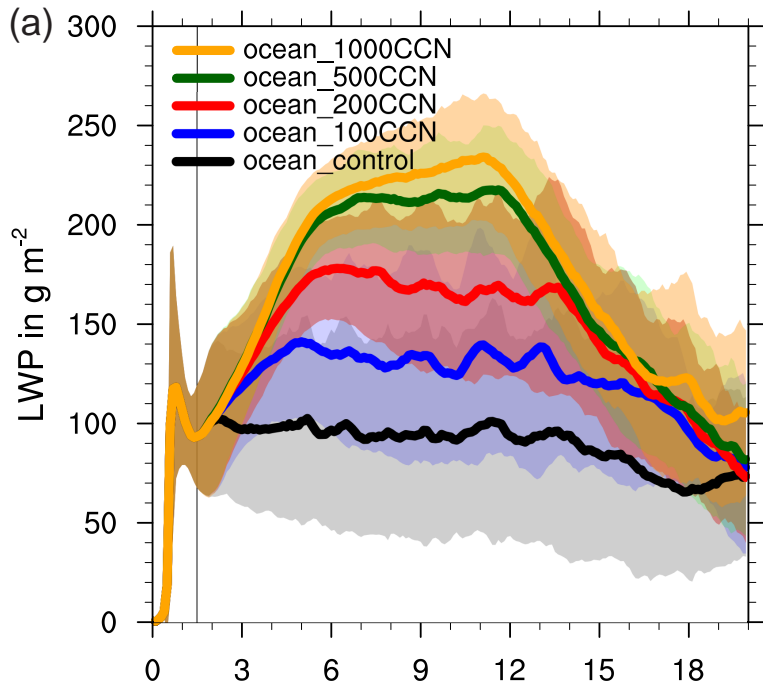 (a)
LWP in g m-2
300
250
200
150
100
50
0
ocean_1000CCN
ocean_500CCN
ocean_200CCN
ocean_100CCN
ocean_control
0 3 6 9 12 15 18